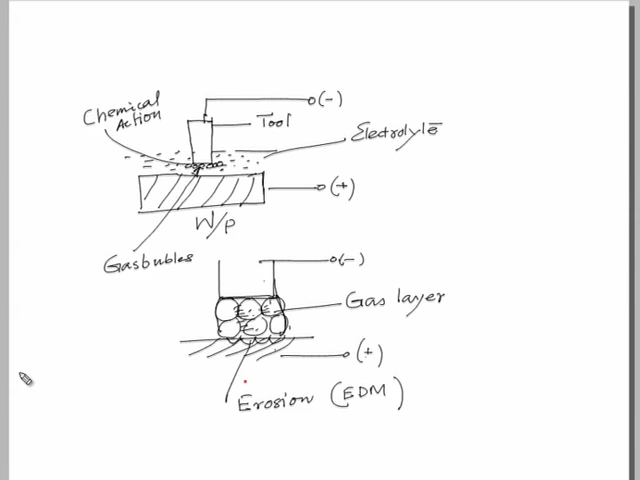 Chemical
Action
(-)
Tool
Electrolyte
(+)
W/p
Gasbubles
(-)
Gas layer
(+)
Erosion (EDM)